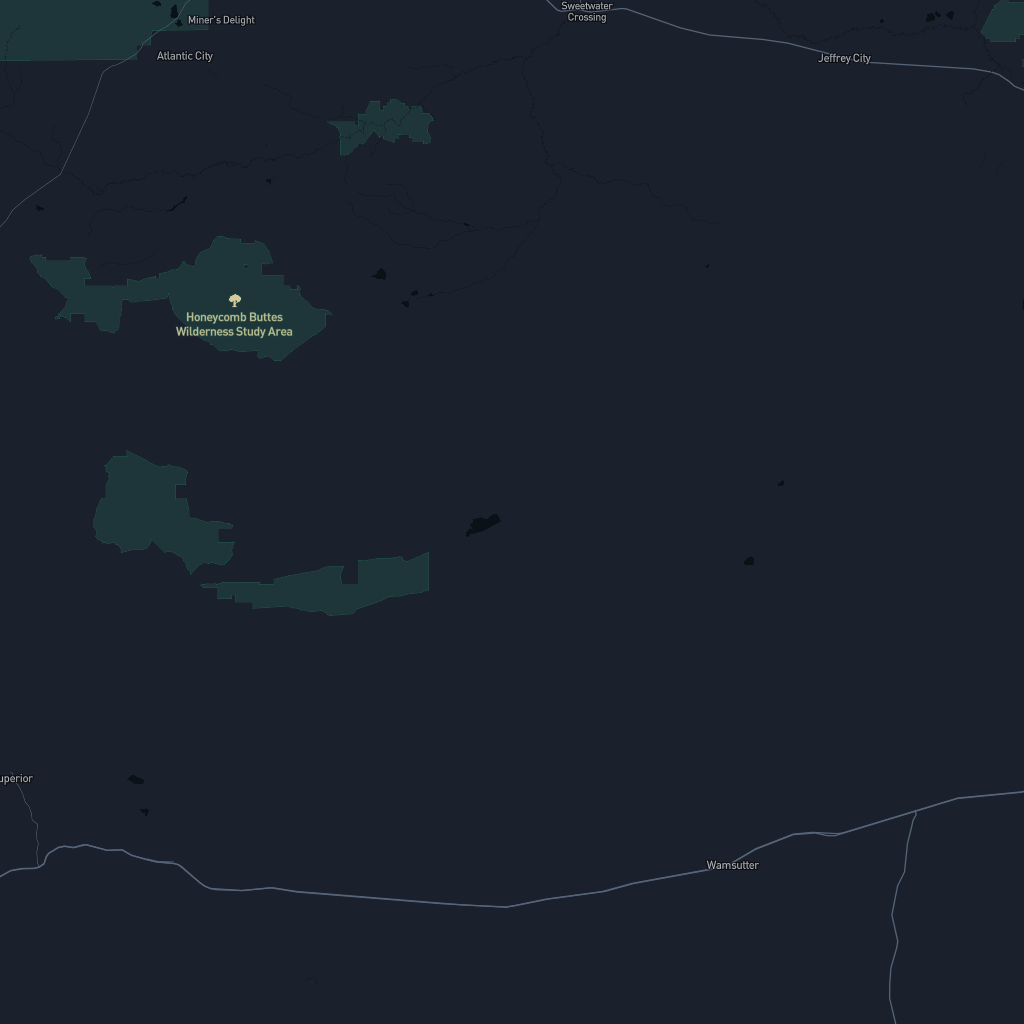 Sweetwater
Crossing
Miner's Delight
Atlantic City
Jeffrey City
Honeycomb Buttes
Wilderness Study Area
uperior
Wamsutter